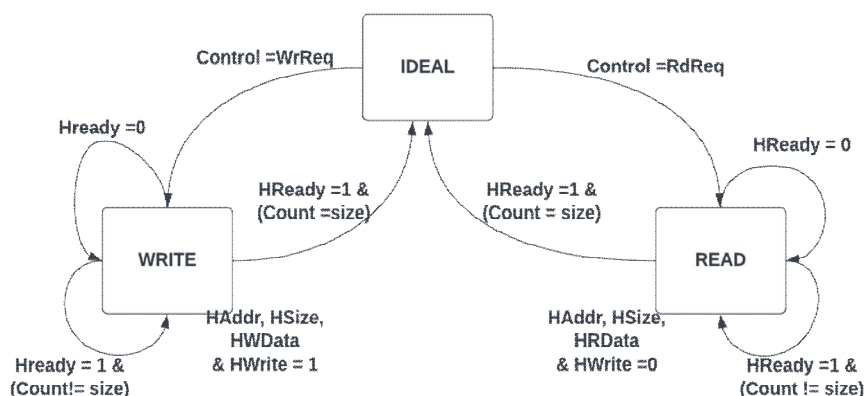 IDEAL
Control =WrReq
Control =RdReq
Hready =0
HReady = 0
HReady =1 &
(Count =size)
HReady =1 &
(Count = size)
WRITE
READ
HAddr, HSize,
HWData
& HWrite = 1
HAddr, HSize,
HRData
& HWrite =0
Hready = 1 &
(Count!= size)
HReady =1 &
(Count != size)